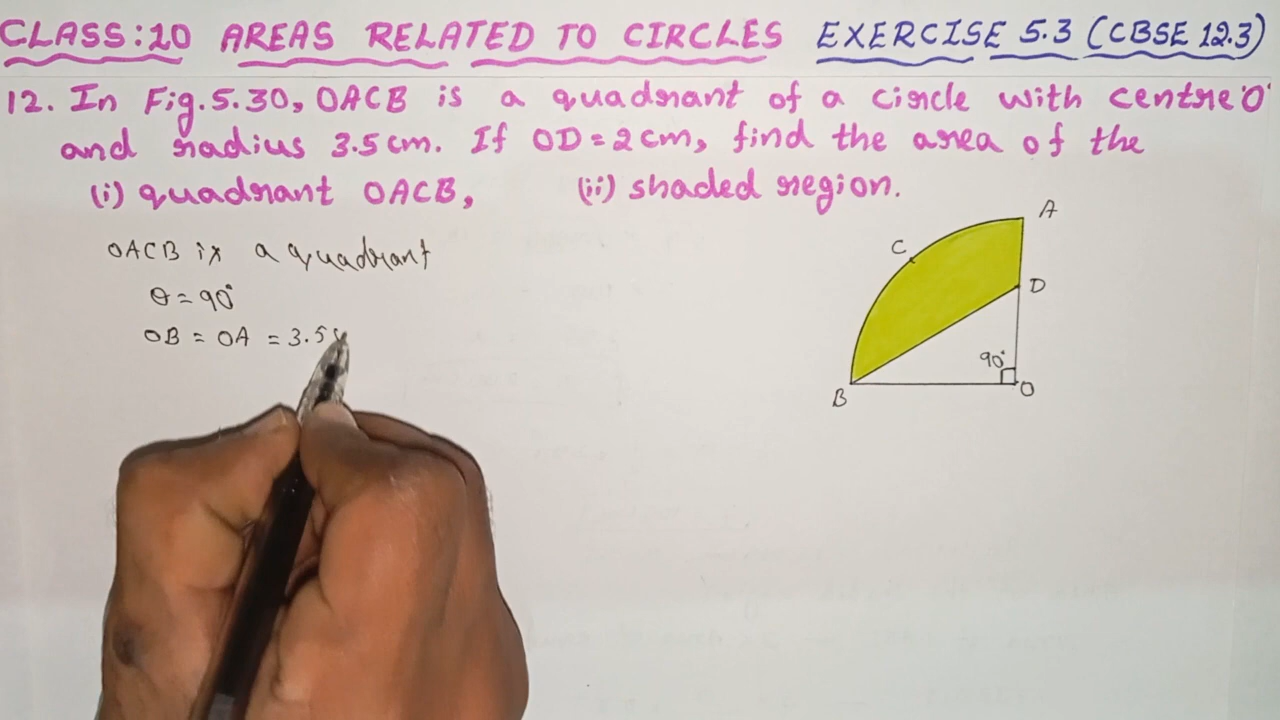 CLASS:10 AREAS RELATED TO CIRCLES EXERCISE 5.3 (CBSE 12.3)
12. In Fig.5.30, OACB is a quadrant of a circle with centre 'O'
and radius 3.5cm. If OD=2cm, find the area of the
(i) quadrant OACB, (ii) shaded region.
OACB is a quadrant
θ = 90°
OB = OA = 3.5
A
C
D
90°
B
O